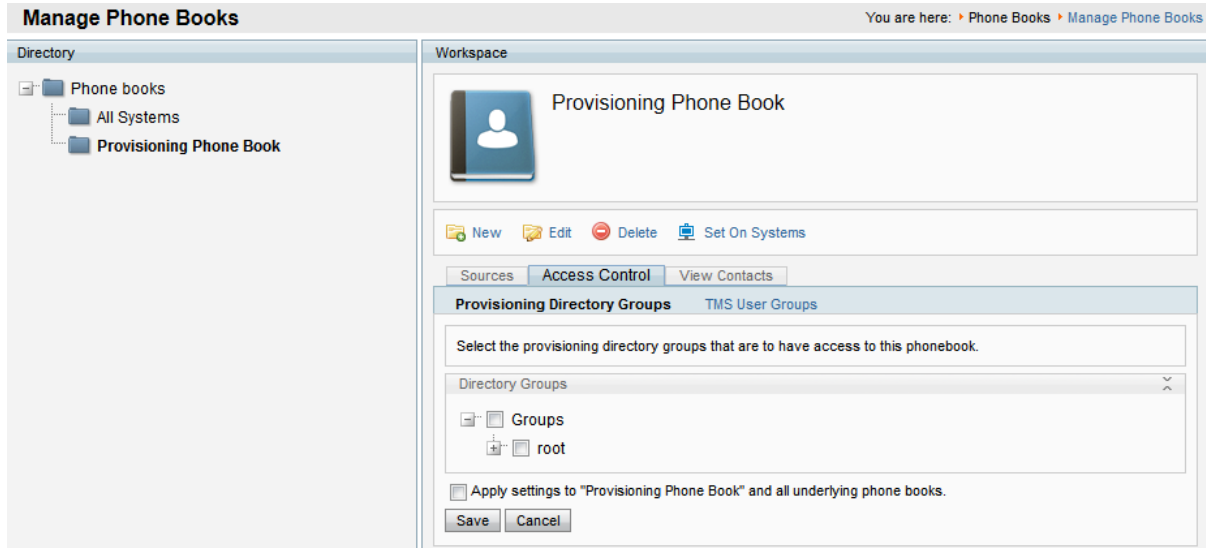 Manage Phone Books
You are here: Phone Books Manage Phone Books
Directory
Phone books
All Systems
Provisioning Phone Book
Workspace
Provisioning Phone Book
New Edit Delete Set On Systems
Sources Access Control View Contacts
Provisioning Directory Groups TMS User Groups
Select the provisioning directory groups that are to have access to this phonebook.
Directory Groups
Groups
root
Apply settings to "Provisioning Phone Book" and all underlying phone books.
Save Cancel